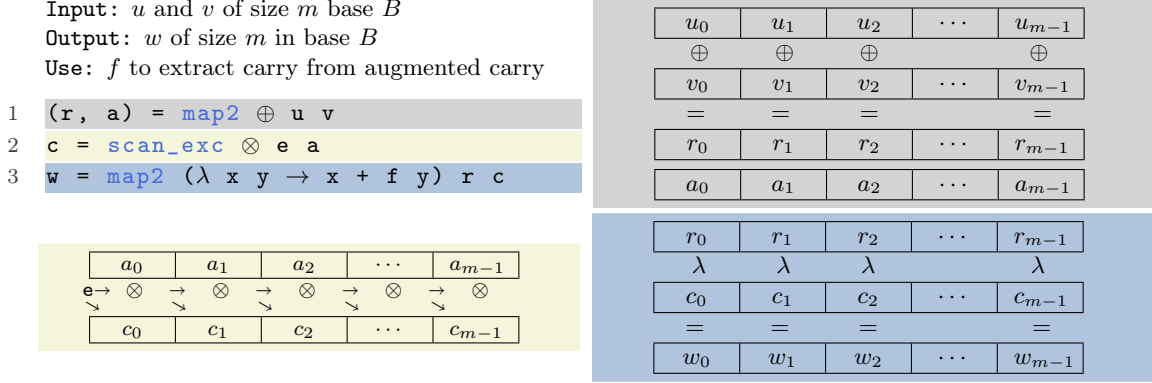 Input: u and v of size m base B
Output: w of size m in base B
Use: f to extract carry from augmented carry
1 (r, a) = map2 ⊕ u v
2 c = scan_exc ⊗ e a
3 w = map2 (λ x y → x + f y) r c
a₀ a₁ a₂ ··· aₘ₋₁
e→ ⊗ → ⊗ → ⊗ → ⊗ → ⊗
↘ ↘ ↘ ↘ ↘
c₀ c₁ c₂ ··· cₘ₋₁
u₀ u₁ u₂ ··· uₘ₋₁
⊕ ⊕ ⊕ ⊕
v₀ v₁ v₂ ··· vₘ₋₁
= = = =
r₀ r₁ r₂ ··· rₘ₋₁
a₀ a₁ a₂ ··· aₘ₋₁
r₀ r₁ r₂ ··· rₘ₋₁
λ λ λ λ
c₀ c₁ c₂ ··· cₘ₋₁
= = = =
w₀ w₁ w₂ ··· wₘ₋₁